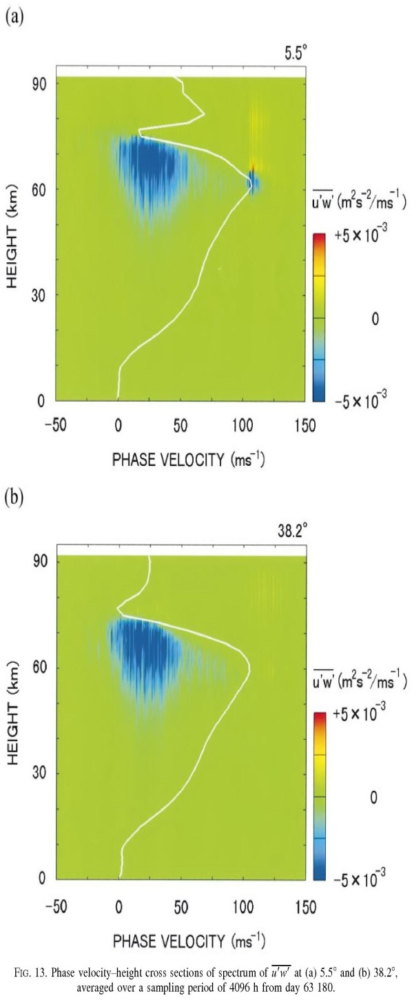 (a)
5.5°
90
60
30
0
HEIGHT (km)
-50 0 50 100 150
PHASE VELOCITY (ms⁻¹)
u'w' (m²s⁻²/ms⁻¹)
+5×10⁻³
0
-5×10⁻³
(b)
38.2°
90
60
30
0
HEIGHT (km)
-50 0 50 100 150
PHASE VELOCITY (ms⁻¹)
u'w' (m²s⁻²/ms⁻¹)
+5×10⁻³
0
-5×10⁻³
FIG. 13. Phase velocity–height cross sections of spectrum of u'w' at (a) 5.5° and (b) 38.2°,
averaged over a sampling period of 4096 h from day 63 180.